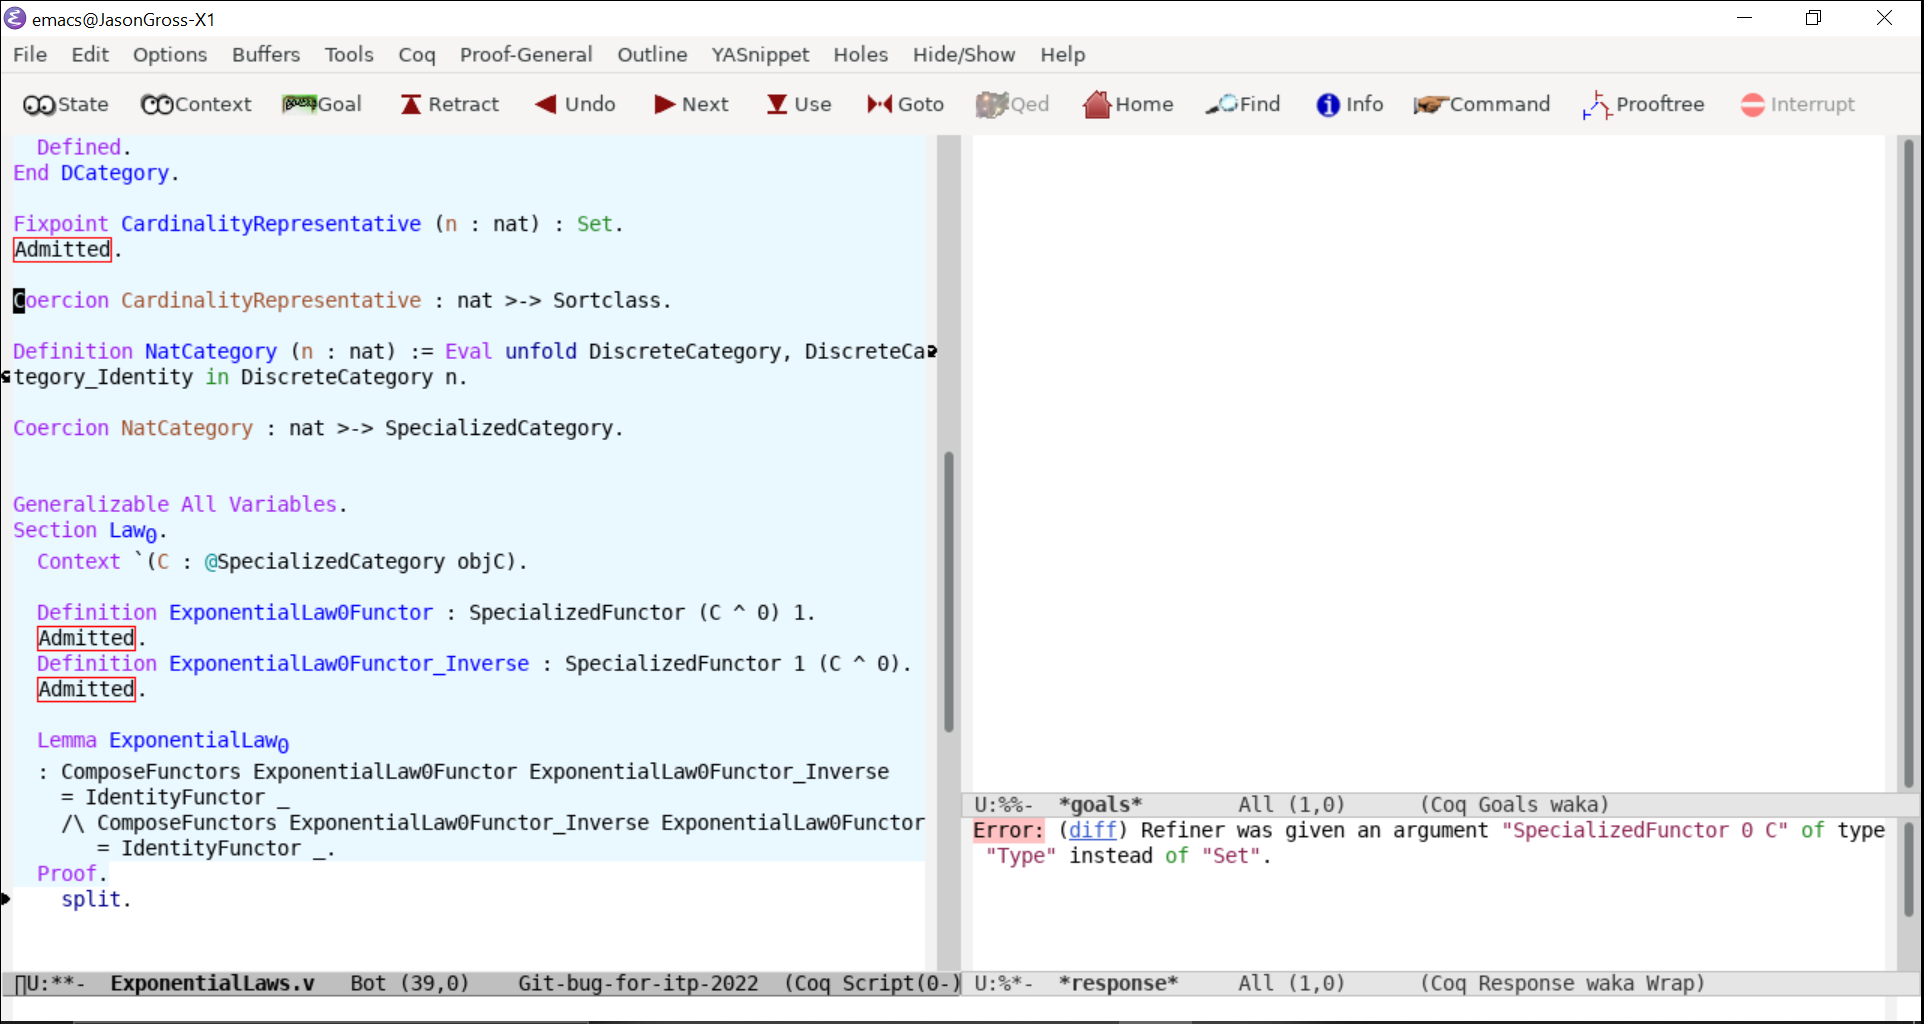 emacs@JasonGross-X1
File Edit Options Buffers Tools Coq Proof-General Outline YASnippet Holes Hide/Show Help
State Context Goal Retract Undo Next Use Goto Qed Home Find Info Command Prooftree Interrupt
Defined.
End DCategory.
Fixpoint CardinalityRepresentative (n : nat) : Set.
Admitted.
Coercion CardinalityRepresentative : nat >-> Sortclass.
Definition NatCategory (n : nat) := Eval unfold DiscreteCategory, DiscreteCa
tegory_Identity in DiscreteCategory n.
Coercion NatCategory : nat >-> SpecializedCategory.
Generalizable All Variables.
Section Law₀.
Context `(C : @SpecializedCategory objC).
Definition ExponentialLaw0Functor : SpecializedFunctor (C ^ 0) 1.
Admitted.
Definition ExponentialLaw0Functor_Inverse : SpecializedFunctor 1 (C ^ 0).
Admitted.
Lemma ExponentialLaw₀
: ComposeFunctors ExponentialLaw0Functor ExponentialLaw0Functor_Inverse
= IdentityFunctor _
/\ ComposeFunctors ExponentialLaw0Functor_Inverse ExponentialLaw0Functor
= IdentityFunctor _.
Proof.
split.
U:**- ExponentialLaws.v Bot (39,0) Git-bug-for-itp-2022 (Coq Script(0-)
U:%%- *goals* All (1,0) (Coq Goals waka)
Error: (diff) Refiner was given an argument "SpecializedFunctor 0 C" of type
"Type" instead of "Set".
U:%*- *response* All (1,0) (Coq Response waka Wrap)